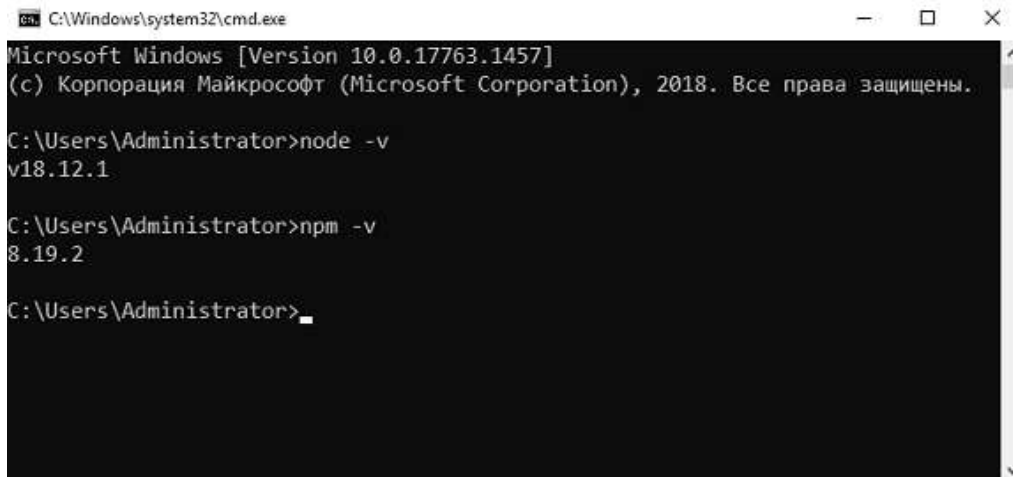 C:\Windows\system32\cmd.exe
Microsoft Windows [Version 10.0.17763.1457]
(c) Корпорация Майкрософт (Microsoft Corporation), 2018. Все права защищены.
C:\Users\Administrator>node -v
v18.12.1
C:\Users\Administrator>npm -v
8.19.2
C:\Users\Administrator>